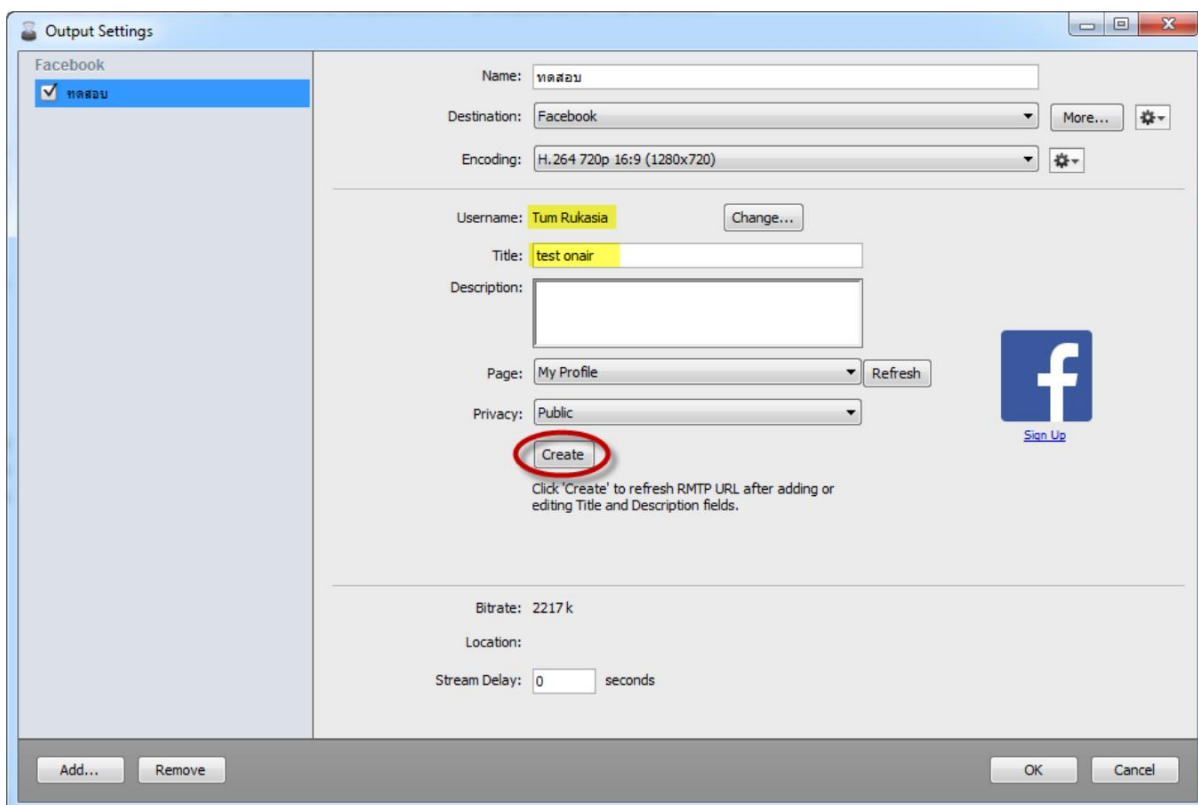 Output Settings
Facebook
ทดสอบ
Name: ทดสอบ
Destination: Facebook More...
Encoding: H.264 720p 16:9 (1280x720)
Username: Tum Rukasia Change...
Title: test onair
Description:
Page: My Profile Refresh
Privacy: Public
Sign Up
Create
Click 'Create' to refresh RMTP URL after adding or
editing Title and Description fields.
Bitrate: 2217 k
Location:
Stream Delay: 0 seconds
Add... Remove OK Cancel